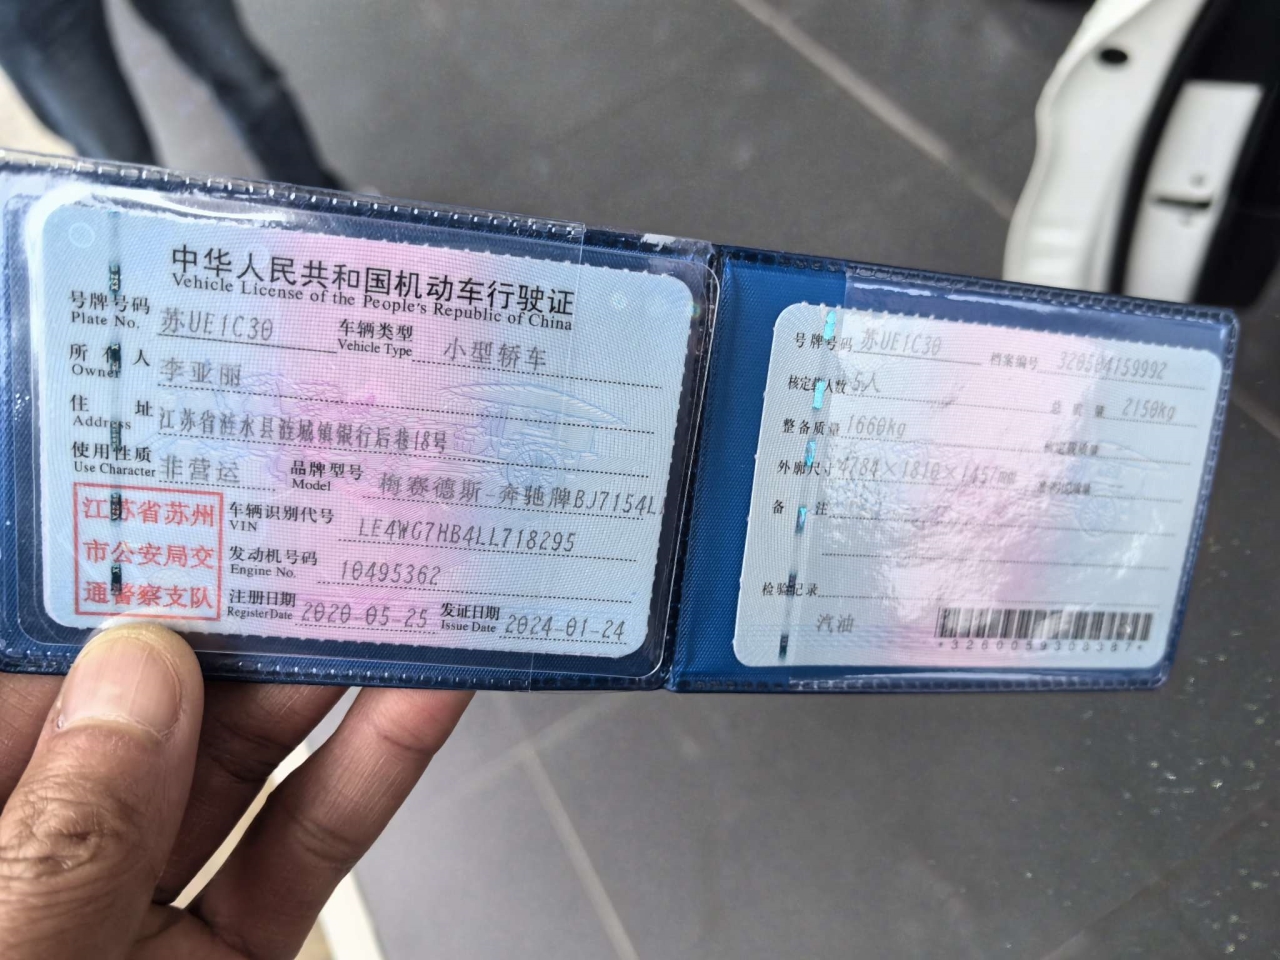 中华人民共和国机动车行驶证
Vehicle License of the People's Republic of China
号牌号码 苏UE1C30 车辆类型 小型轿车
Plate No. Vehicle Type
所有人 李亚丽
Owner
住址 江苏省涟水县涟城镇银行后巷18号
Address
使用性质 非营运 品牌型号 梅赛德斯-奔驰牌BJ7154L
Use Character Model
江苏省苏州
市公安局交
通警察支队
车辆识别代号 LE4WG7HB4LL718295
VIN
发动机号码 10495362
Engine No.
注册日期 2020-05-25 发证日期 2024-01-24
Register Date Issue Date
号牌号码 苏UE1C30 档案编号 320504159992
核定载人数 5人 总质量 2150kg
整备质量 1660kg
外廓尺寸 4784×1810×1457mm
备注
检验记录
汽油
*3260059303387*